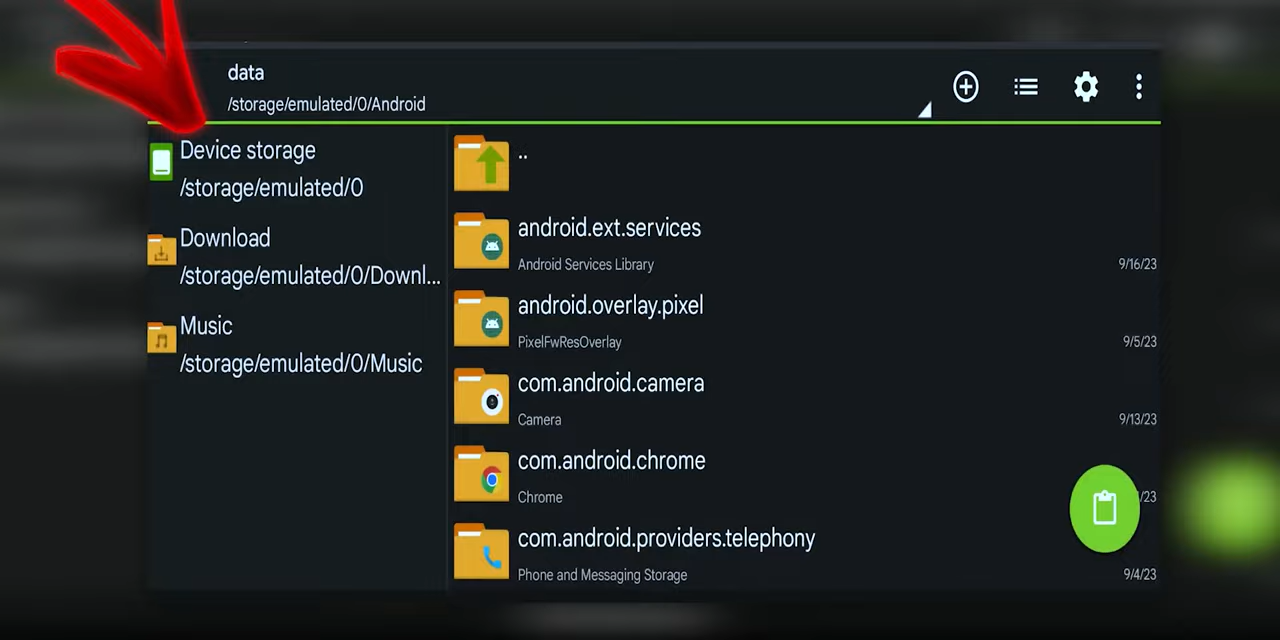 data
/storage/emulated/0/Android
Device storage
/storage/emulated/0
Download
/storage/emulated/0/Downl...
Music
/storage/emulated/0/Music
..
android.ext.services
Android Services Library
9/16/23
android.overlay.pixel
PixelFwResOverlay
9/5/23
com.android.camera
Camera
9/13/23
com.android.chrome
Chrome
/23
com.android.providers.telephony
Phone and Messaging Storage
9/4/23